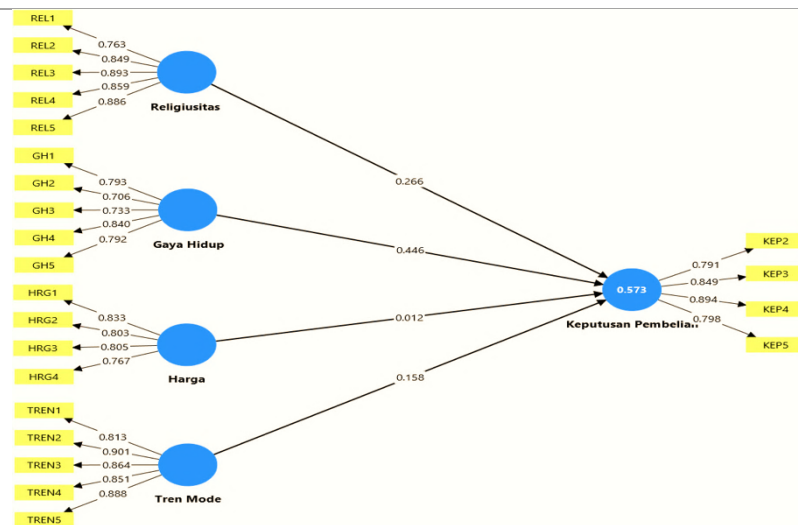 REL1
0.763
REL2
0.849
REL3
0.893
REL4
0.859
REL5
0.886
Religiusitas
0.266
GH1
0.793
GH2
0.706
GH3
0.733
GH4
0.840
GH5
0.792
Gaya Hidup
0.446
HRG1
0.833
HRG2
0.803
HRG3
0.805
HRG4
0.767
Harga
0.012
TREN1
0.813
TREN2
0.901
TREN3
0.864
TREN4
0.851
TREN5
0.888
Tren Mode
0.158
0.573
Keputusan Pembelian
0.791
KEP2
0.849
KEP3
0.894
KEP4
0.798
KEP5